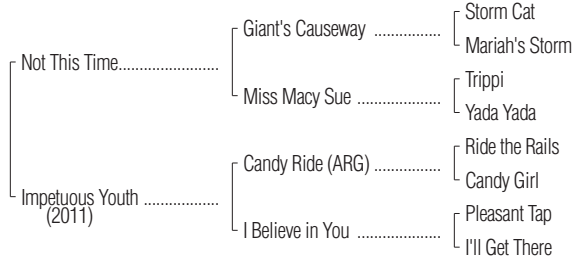 Storm Cat
Giant's Causeway ..................
Mariah's Storm
Not This Time.......................
Trippi
Miss Macy Sue ...................
Yada Yada
Ride the Rails
Candy Ride (ARG) ...............
Candy Girl
Impetuous Youth .................
(2011)
Pleasant Tap
I Believe in You ...................
I'll Get There